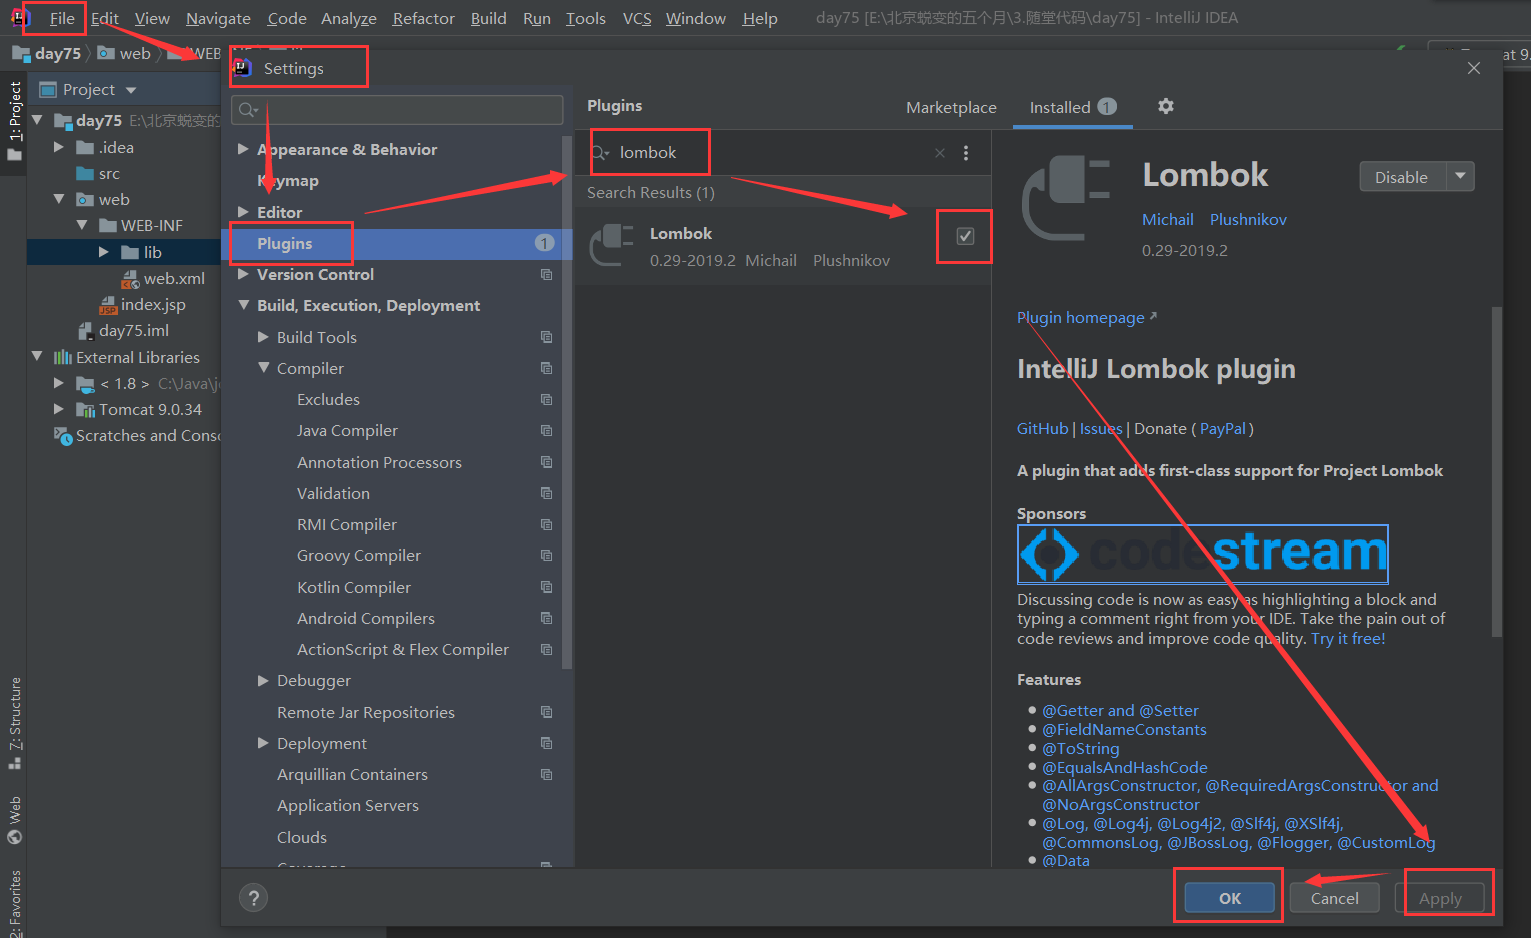 File Edit View Navigate Code Analyze Refactor Build Run Tools VCS Window Help day75 [E:\北京蜕变的五个月\3.随堂代码\day75] - IntelliJ IDEA
day75 web WEB
at 9.
Settings
1: Project
Project
day75 E:\北京蜕变的
.idea
src
web
WEB-INF
lib
web.xml
index.jsp
day75.iml
External Libraries
< 1.8 > C:\Java\j
Tomcat 9.0.34
Scratches and Conso
7: Structure
Web
2: Favorites
Appearance & Behavior
Keymap
Editor
Plugins 1
Version Control
Build, Execution, Deployment
Build Tools
Compiler
Excludes
Java Compiler
Annotation Processors
Validation
RMI Compiler
Groovy Compiler
Kotlin Compiler
Android Compilers
ActionScript & Flex Compiler
Debugger
Remote Jar Repositories
Deployment
Arquillian Containers
Application Servers
Clouds
Coverage
Plugins Marketplace Installed 1
lombok
Search Results (1)
Lombok
0.29-2019.2 Michail Plushnikov
Lombok
Disable
Michail Plushnikov
0.29-2019.2
Plugin homepage
IntelliJ Lombok plugin
GitHub | Issues | Donate ( PayPal )
A plugin that adds first-class support for Project Lombok
Sponsors
codestream
Discussing code is now as easy as highlighting a block and
typing a comment right from your IDE. Take the pain out of
code reviews and improve code quality. Try it free!
Features
@Getter and @Setter
@FieldNameConstants
@ToString
@EqualsAndHashCode
@AllArgsConstructor, @RequiredArgsConstructor and
@NoArgsConstructor
@Log, @Log4j, @Log4j2, @Slf4j, @XSlf4j,
@CommonsLog, @JBossLog, @Flogger, @CustomLog
@Data
? OK Cancel Apply